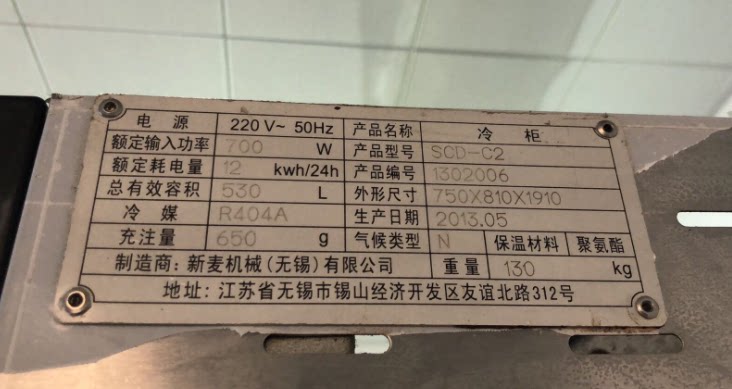 电源 220V~ 50Hz 产品名称 冷柜
额定输入功率 700 W 产品型号 SCD-C2
额定耗电量 12 kwh/24h 产品编号 1302006
总有效容积 530 L 外形尺寸 750X810X1910
冷媒 R404A 生产日期 2013.05
充注量 650 g 气候类型 N 保温材料 聚氨酯
制造商：新麦机械(无锡)有限公司 重量 130 kg
地址：江苏省无锡市锡山经济开发区友谊北路312号